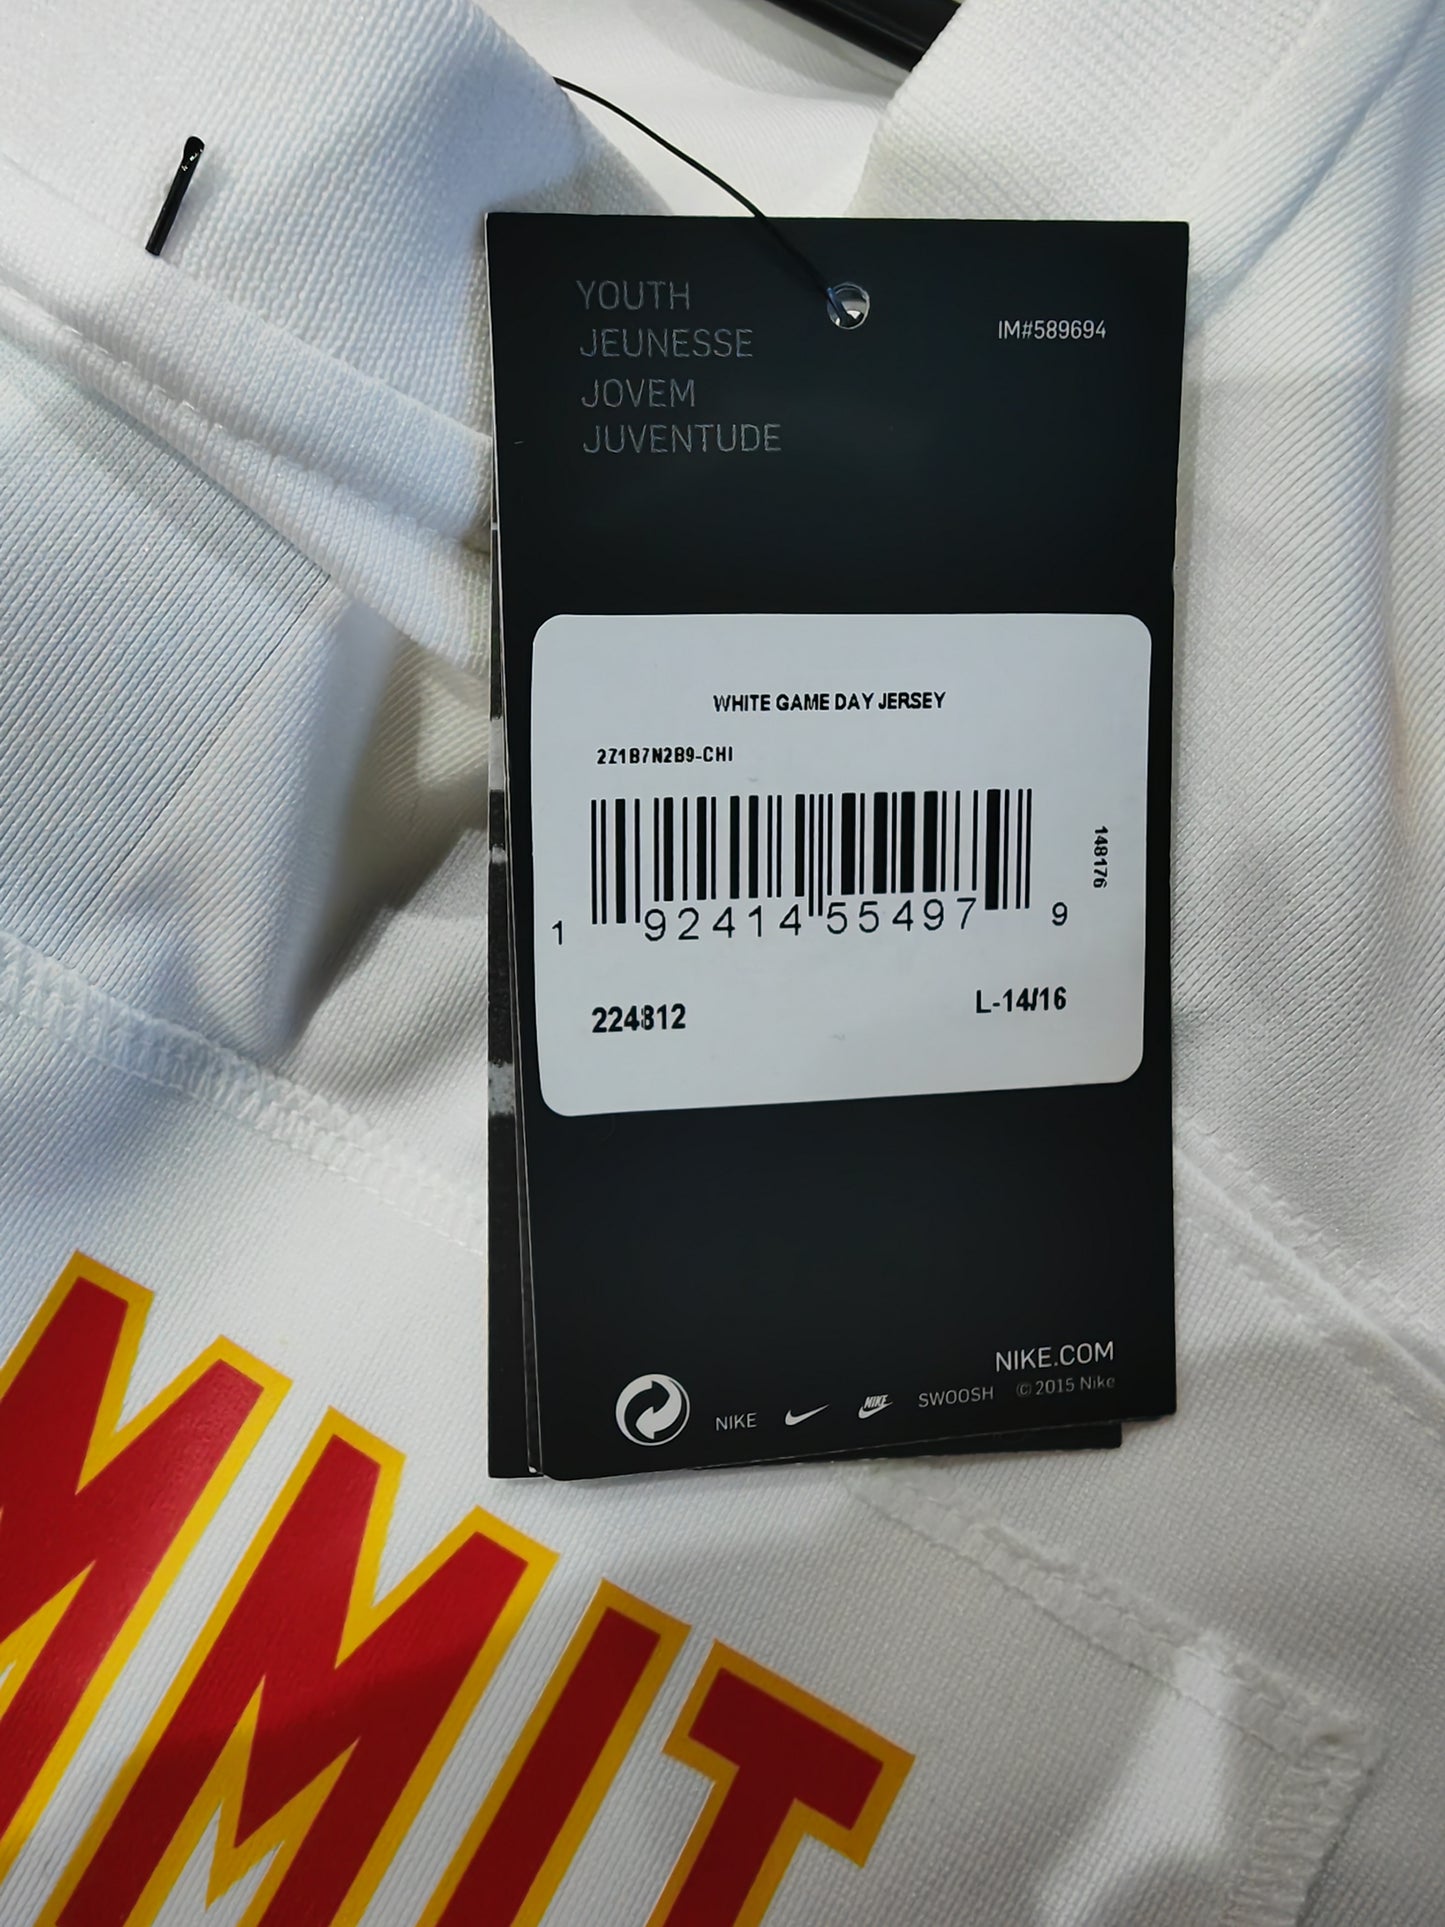 YOUTH
JEUNESSE
JOVEM
JUVENTUDE
IM#589694
WHITE GAME DAY JERSEY
2Z1B7N2B9-CHI
1 92414 55497 9
148176
224812
L-14/16
NIKE.COM
NIKE NIKE SWOOSH © 2015 Nike
MMIT